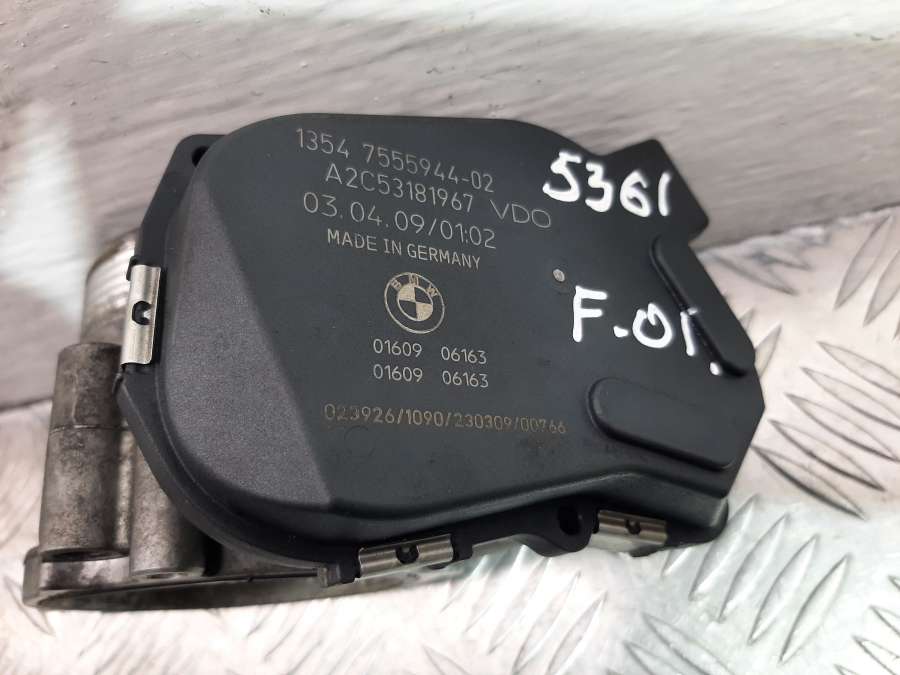 1354 7555944-02
A2C53181967 VDO
03.04.09/01:02
MADE IN GERMANY
BMW
01609 06163
01609 06163
023926/1090/230309/00766
5361
F-01.